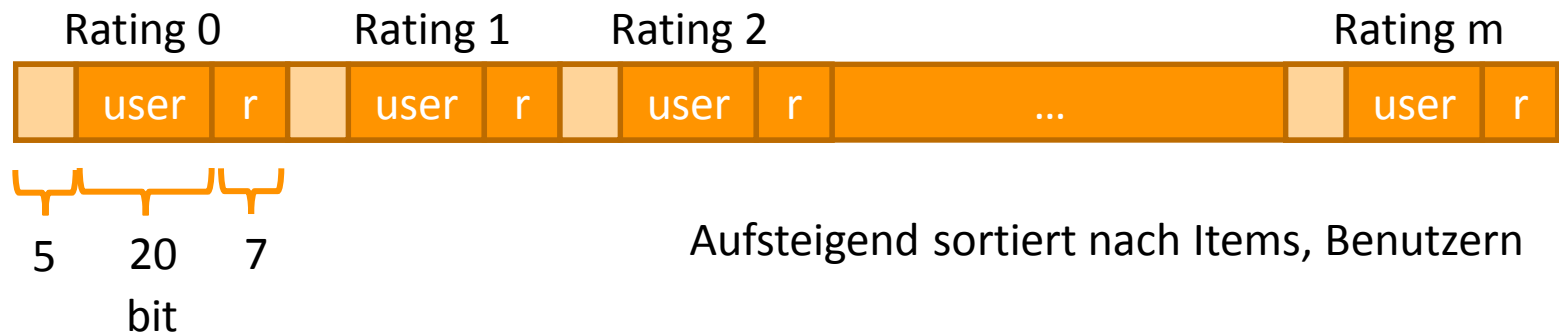 Rating 0 Rating 1 Rating 2 Rating m
user r user r user r ... user r
5 20 7
bit
Aufsteigend sortiert nach Items, Benutzern